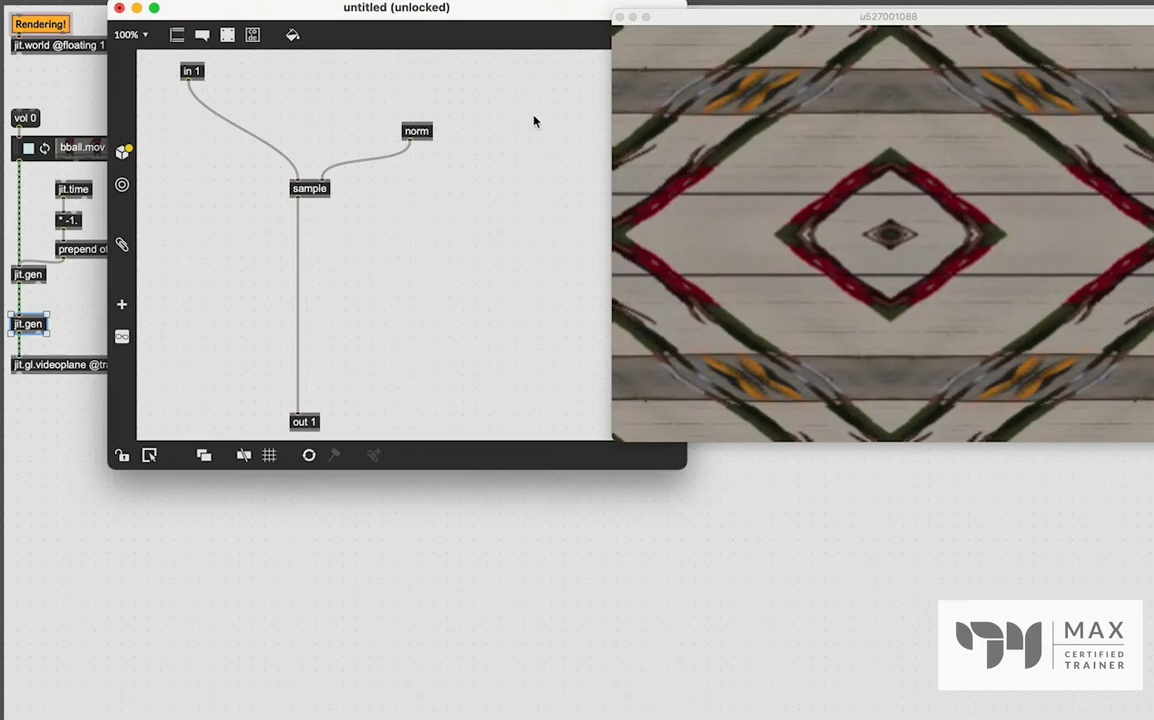 Rendering!
jit.world @floating 1
vol 0
bball.mov
jit.time
* -1.
prepend of
jit.gen
jit.gen
jit.gl.videoplane @tr
untitled (unlocked)
100%
in 1
norm
sample
out 1
u527001088
MAX
CERTIFIED
TRAINER